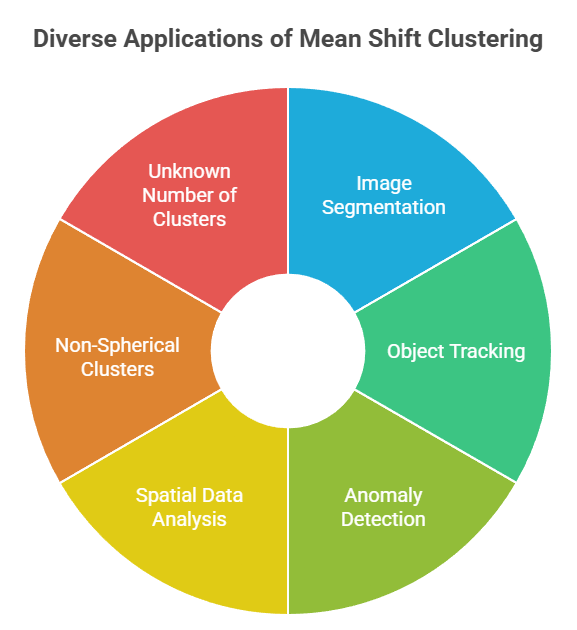 Diverse Applications of Mean Shift Clustering
Unknown
Number of
Clusters
Image
Segmentation
Non-Spherical
Clusters
Object Tracking
Spatial Data
Analysis
Anomaly
Detection